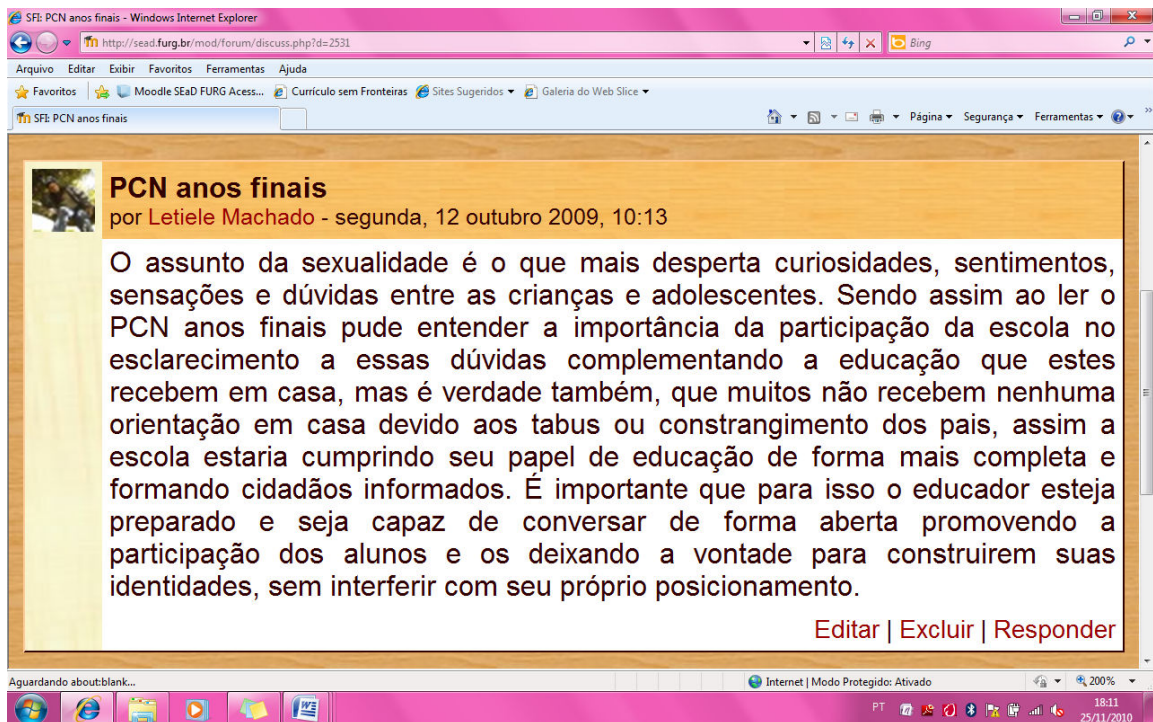 SFI: PCN anos finais - Windows Internet Explorer
http://sead.furg.br/mod/forum/discuss.php?d=2531
Bing
Arquivo Editar Exibir Favoritos Ferramentas Ajuda
Favoritos Moodle SEaD FURG Acess... Currículo sem Fronteiras Sites Sugeridos Galeria do Web Slice
SFI: PCN anos finais
Página Segurança Ferramentas
PCN anos finais
por Letiele Machado - segunda, 12 outubro 2009, 10:13
O assunto da sexualidade é o que mais desperta curiosidades, sentimentos,
sensações e dúvidas entre as crianças e adolescentes. Sendo assim ao ler o
PCN anos finais pude entender a importância da participação da escola no
esclarecimento a essas dúvidas complementando a educação que estes
recebem em casa, mas é verdade também, que muitos não recebem nenhuma
orientação em casa devido aos tabus ou constrangimento dos pais, assim a
escola estaria cumprindo seu papel de educação de forma mais completa e
formando cidadãos informados. É importante que para isso o educador esteja
preparado e seja capaz de conversar de forma aberta promovendo a
participação dos alunos e os deixando a vontade para construirem suas
identidades, sem interferir com seu próprio posicionamento.
Editar | Excluir | Responder
Aguardando about:blank...
Internet | Modo Protegido: Ativado
200%
PT
18:11
25/11/2010